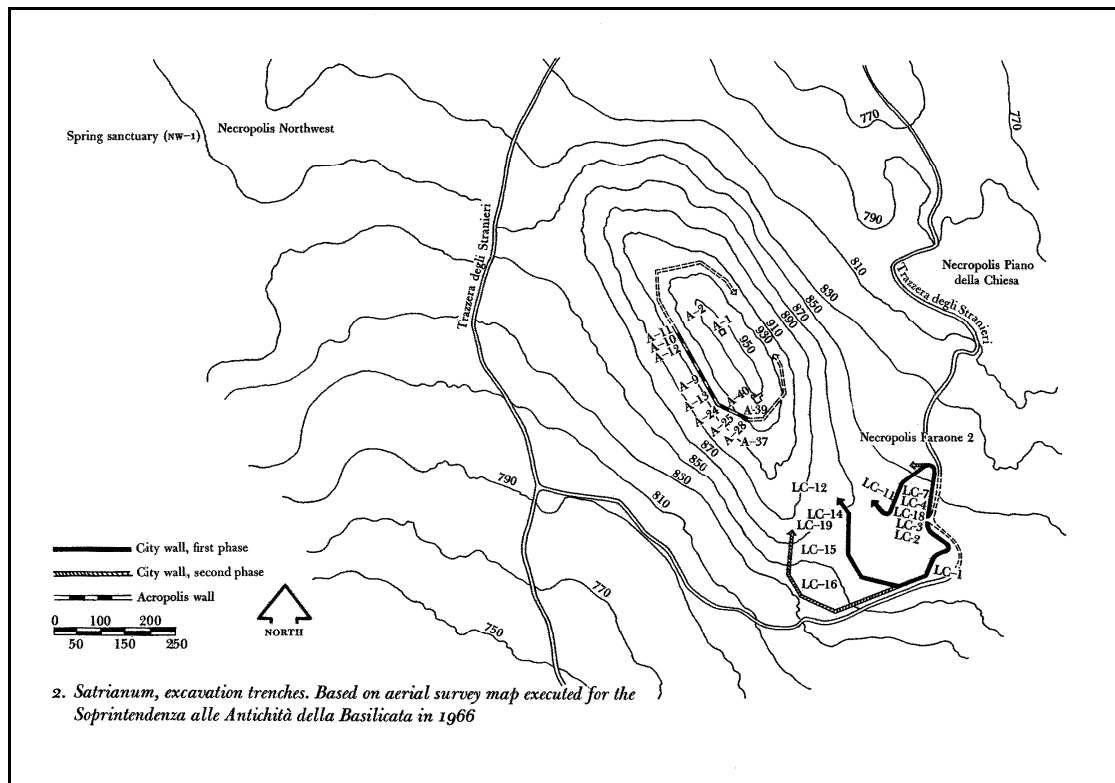 Spring sanctuary (NW–1)
Necropolis Northwest
770
770
790
810
Necropolis Piano
della Chiesa
Trazzera degli Stranieri
Trazzera degli Stranieri
830
850
870
890
910
930
950
A–2
A–1
A–11
A–10
A–12
A–9
A–13
A–24
A–25
A–28
A–40
A–39
A–37
870
850
850
810
790
770
750
Necropolis Faraone 2
LC–12
LC–14
LC–19
LC–15
LC–16
LC–11
LC–7
LC–4
LC–18
LC–3
LC–2
LC–1
City wall, first phase
City wall, second phase
Acropolis wall
0 100 200
50 150 250
NORTH
2. Satrianum, excavation trenches. Based on aerial survey map executed for the
Soprintendenza alle Antichità della Basilicata in 1966